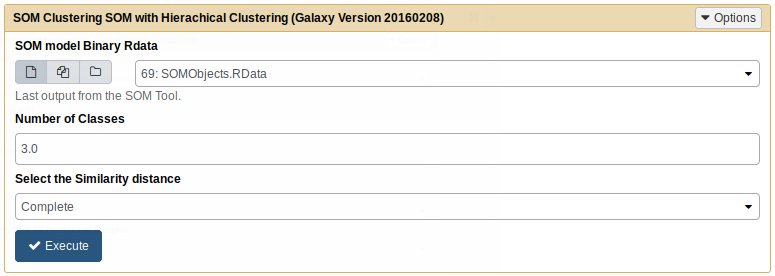 SOM Clustering SOM with Hierachical Clustering (Galaxy Version 20160208)
Options
SOM model Binary Rdata
69: SOMObjects.RData
Last output from the SOM Tool.
Number of Classes
3.0
Select the Similarity distance
Complete
Execute